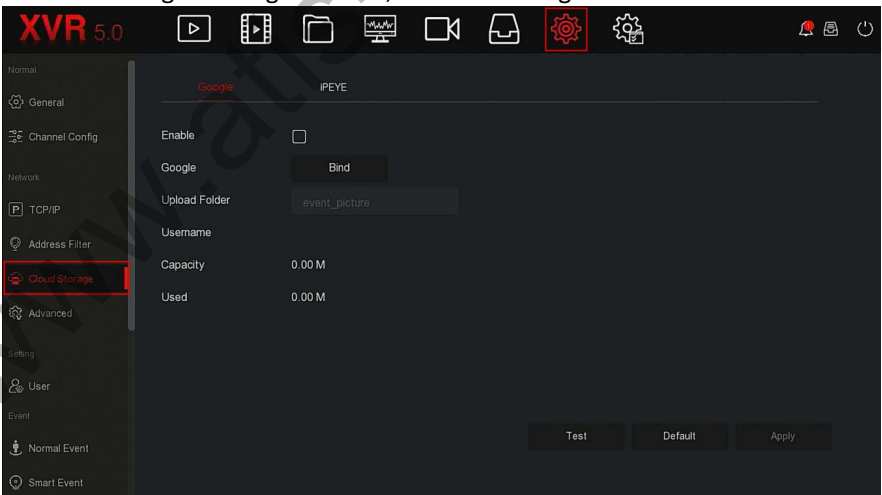 XVR 5.0
Normal
General
Channel Config
Network
TCP/IP
Address Filter
Cloud Storage
Advanced
Setting
User
Event
Normal Event
Smart Event
Google
iPEYE
Enable
Google
Bind
Upload Folder
event_picture
Username
Capacity
0.00 M
Used
0.00 M
Test
Default
Apply